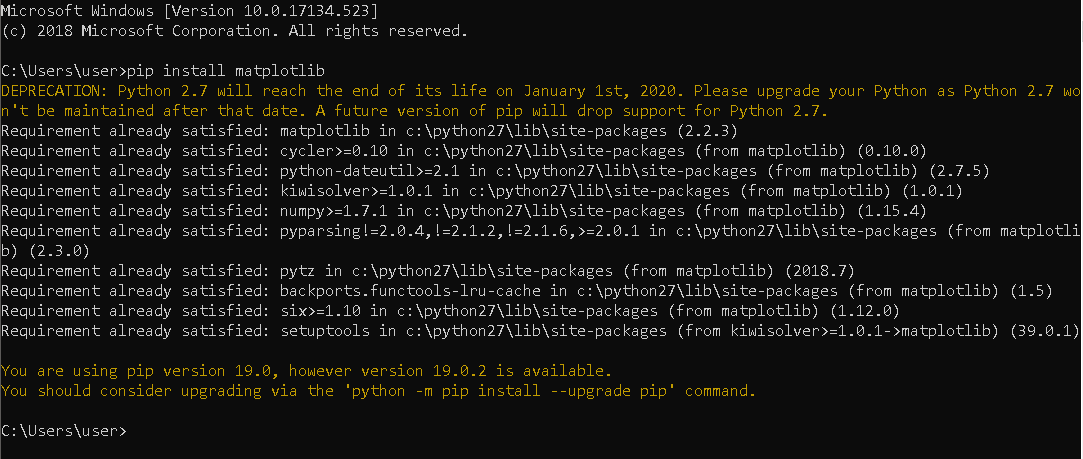 Microsoft Windows [Version 10.0.17134.523]
(c) 2018 Microsoft Corporation. All rights reserved.
C:\Users\user>pip install matplotlib
DEPRECATION: Python 2.7 will reach the end of its life on January 1st, 2020. Please upgrade your Python as Python 2.7 wo
n't be maintained after that date. A future version of pip will drop support for Python 2.7.
Requirement already satisfied: matplotlib in c:\python27\lib\site-packages (2.2.3)
Requirement already satisfied: cycler>=0.10 in c:\python27\lib\site-packages (from matplotlib) (0.10.0)
Requirement already satisfied: python-dateutil>=2.1 in c:\python27\lib\site-packages (from matplotlib) (2.7.5)
Requirement already satisfied: kiwisolver>=1.0.1 in c:\python27\lib\site-packages (from matplotlib) (1.0.1)
Requirement already satisfied: numpy>=1.7.1 in c:\python27\lib\site-packages (from matplotlib) (1.15.4)
Requirement already satisfied: pyparsing!=2.0.4,!=2.1.2,!=2.1.6,>=2.0.1 in c:\python27\lib\site-packages (from matplotli
b) (2.3.0)
Requirement already satisfied: pytz in c:\python27\lib\site-packages (from matplotlib) (2018.7)
Requirement already satisfied: backports.functools-lru-cache in c:\python27\lib\site-packages (from matplotlib) (1.5)
Requirement already satisfied: six>=1.10 in c:\python27\lib\site-packages (from matplotlib) (1.12.0)
Requirement already satisfied: setuptools in c:\python27\lib\site-packages (from kiwisolver>=1.0.1->matplotlib) (39.0.1)
You are using pip version 19.0, however version 19.0.2 is available.
You should consider upgrading via the 'python -m pip install --upgrade pip' command.
C:\Users\user>